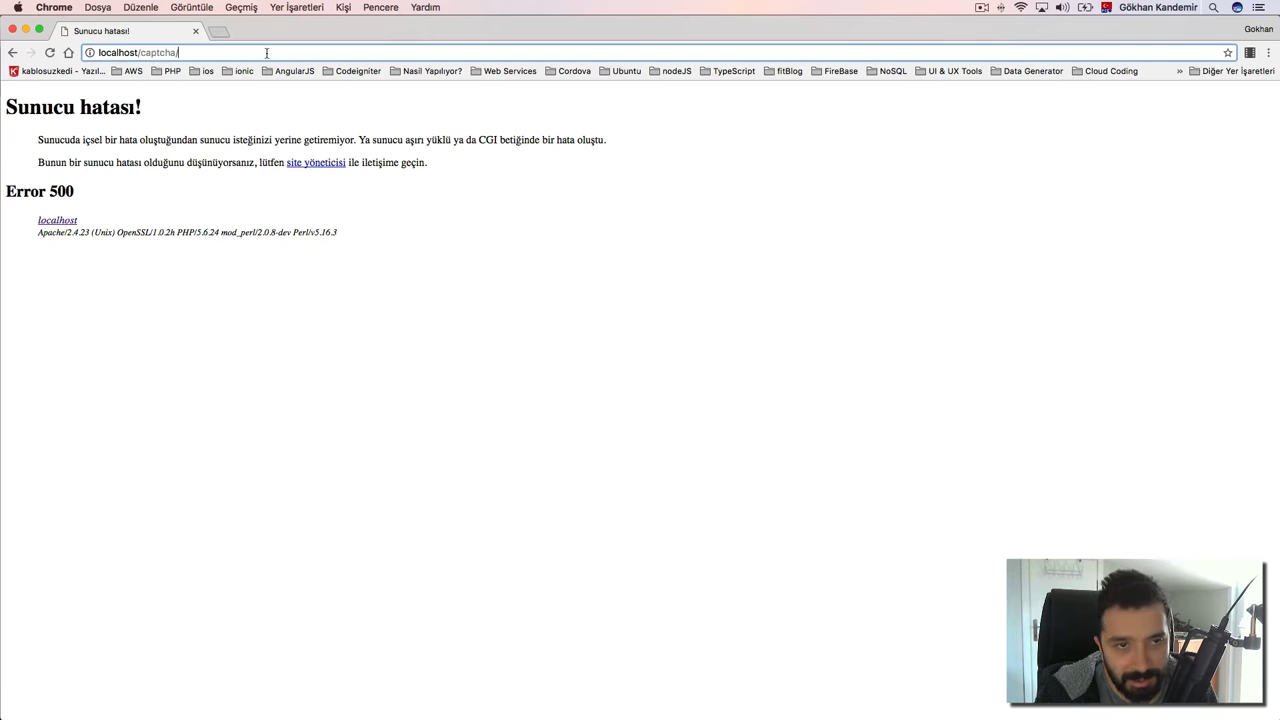 Chrome Dosya Düzenle Görüntüle Geçmiş Yer İşaretleri Kişi Pencere Yardım Gökhan Kandemir
Sunucu hatası! Gokhan
localhost/captcha/
kablosuzkedi - Yazıl... AWS PHP ios ionic AngularJS Codeigniter Nasıl Yapılıyor? Web Services Cordova Ubuntu nodeJS TypeScript fitBlog FireBase NoSQL UI & UX Tools Data Generator Cloud Coding » Diğer Yer İşaretleri
Sunucu hatası!
Sunucuda içsel bir hata oluştuğundan sunucu isteğinizi yerine getiremiyor. Ya sunucu aşırı yüklü ya da CGI betiğinde bir hata oluştu.
Bunun bir sunucu hatası olduğunu düşünüyorsanız, lütfen site yöneticisi ile iletişime geçin.
Error 500
localhost
Apache/2.4.23 (Unix) OpenSSL/1.0.2h PHP/5.6.24 mod_perl/2.0.8-dev Perl/v5.16.3